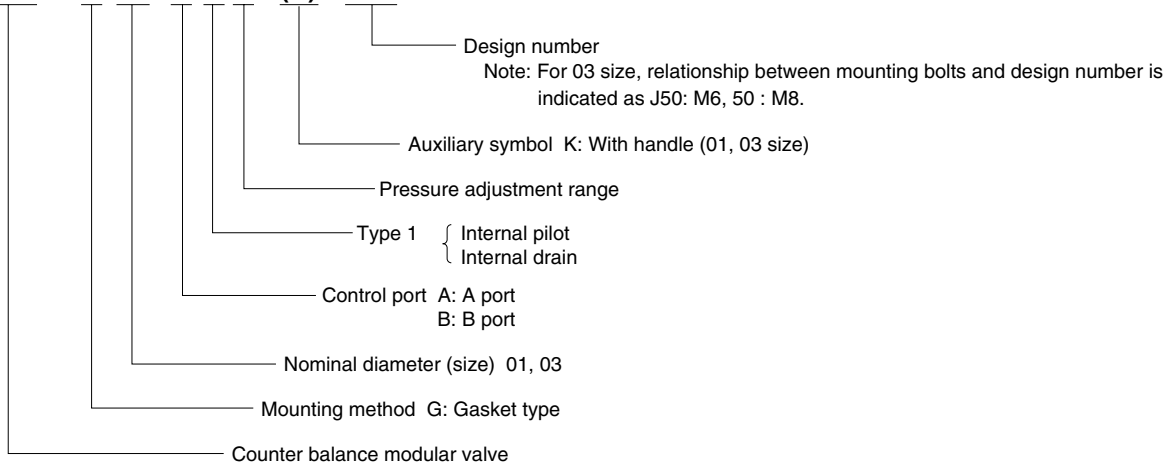 Design number
Note: For 03 size, relationship between mounting bolts and design number is
indicated as J50: M6, 50 : M8.
Auxiliary symbol K: With handle (01, 03 size)
Pressure adjustment range
Type 1 { Internal pilot
Internal drain
Control port A: A port
B: B port
Nominal diameter (size) 01, 03
Mounting method G: Gasket type
Counter balance modular valve